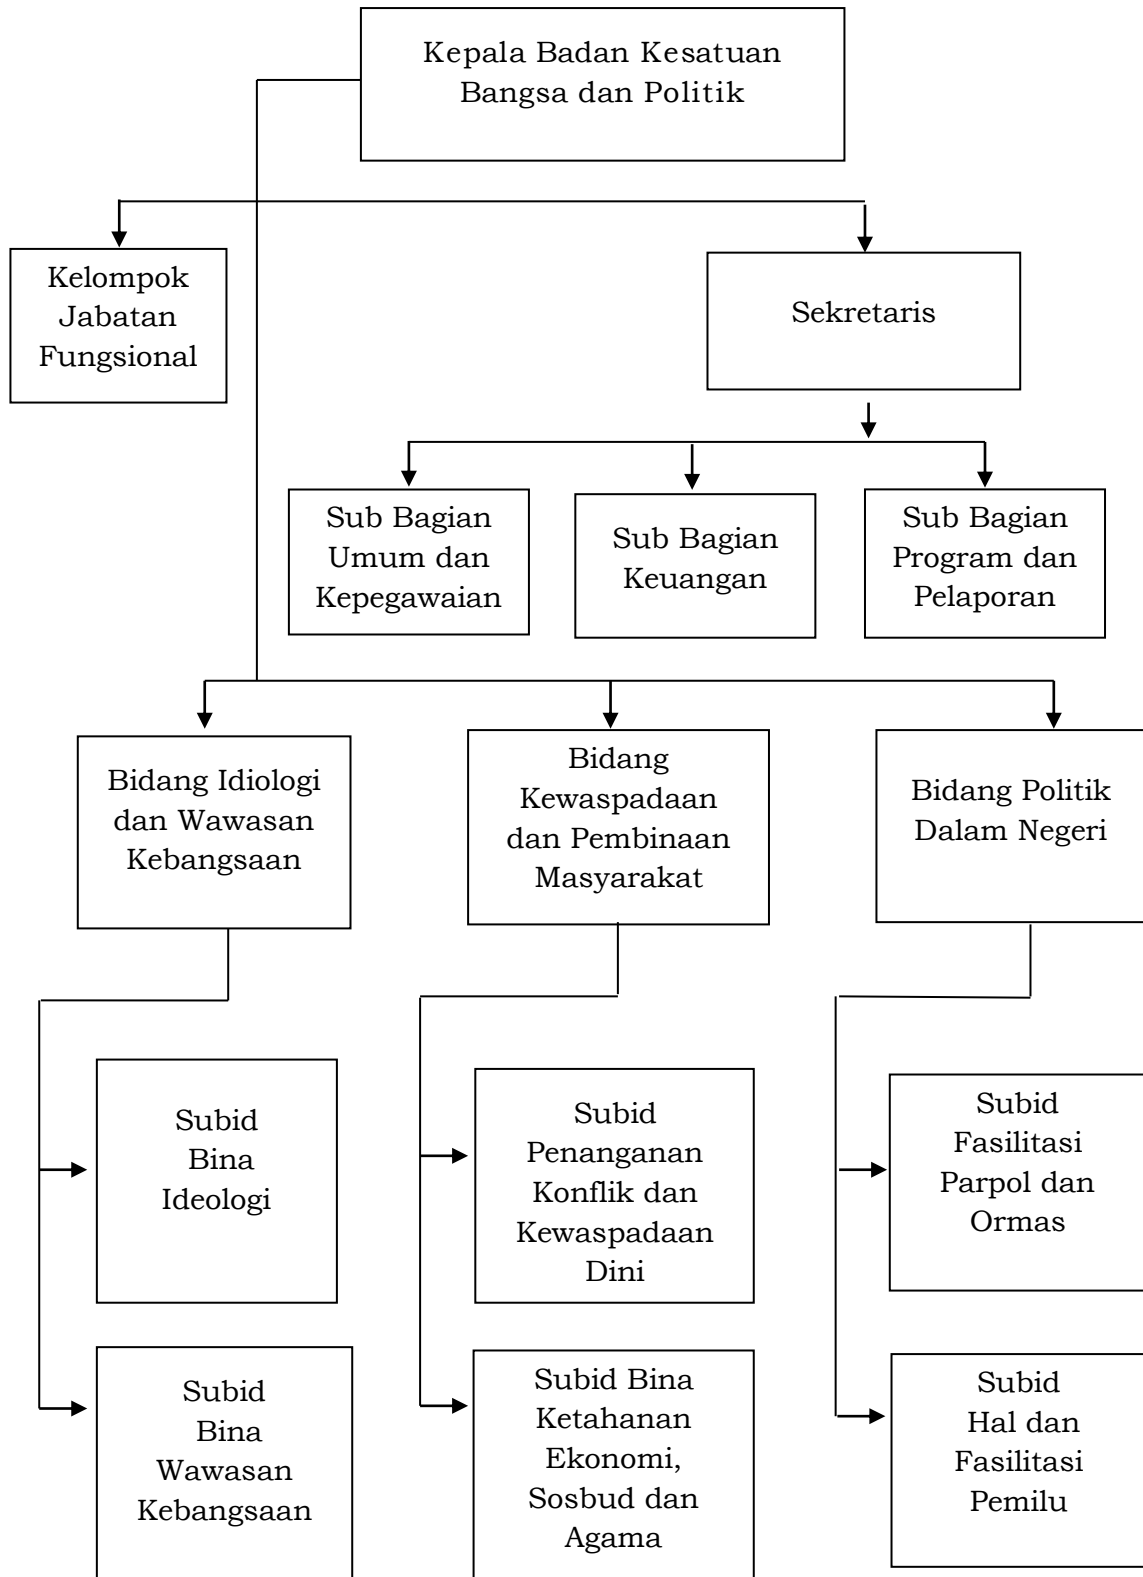 Kepala Badan Kesatuan
Bangsa dan Politik
Kelompok
Jabatan
Fungsional
Sekretaris
Sub Bagian
Umum dan
Kepegawaian
Sub Bagian
Keuangan
Sub Bagian
Program dan
Pelaporan
Bidang Idiologi
dan Wawasan
Kebangsaan
Bidang
Kewaspadaan
dan Pembinaan
Masyarakat
Bidang Politik
Dalam Negeri
Subid
Bina
Ideologi
Subid
Penanganan
Konflik dan
Kewaspadaan
Dini
Subid
Fasilitasi
Parpol dan
Ormas
Subid
Bina
Wawasan
Kebangsaan
Subid Bina
Ketahanan
Ekonomi,
Sosbud dan
Agama
Subid
Hal dan
Fasilitasi
Pemilu